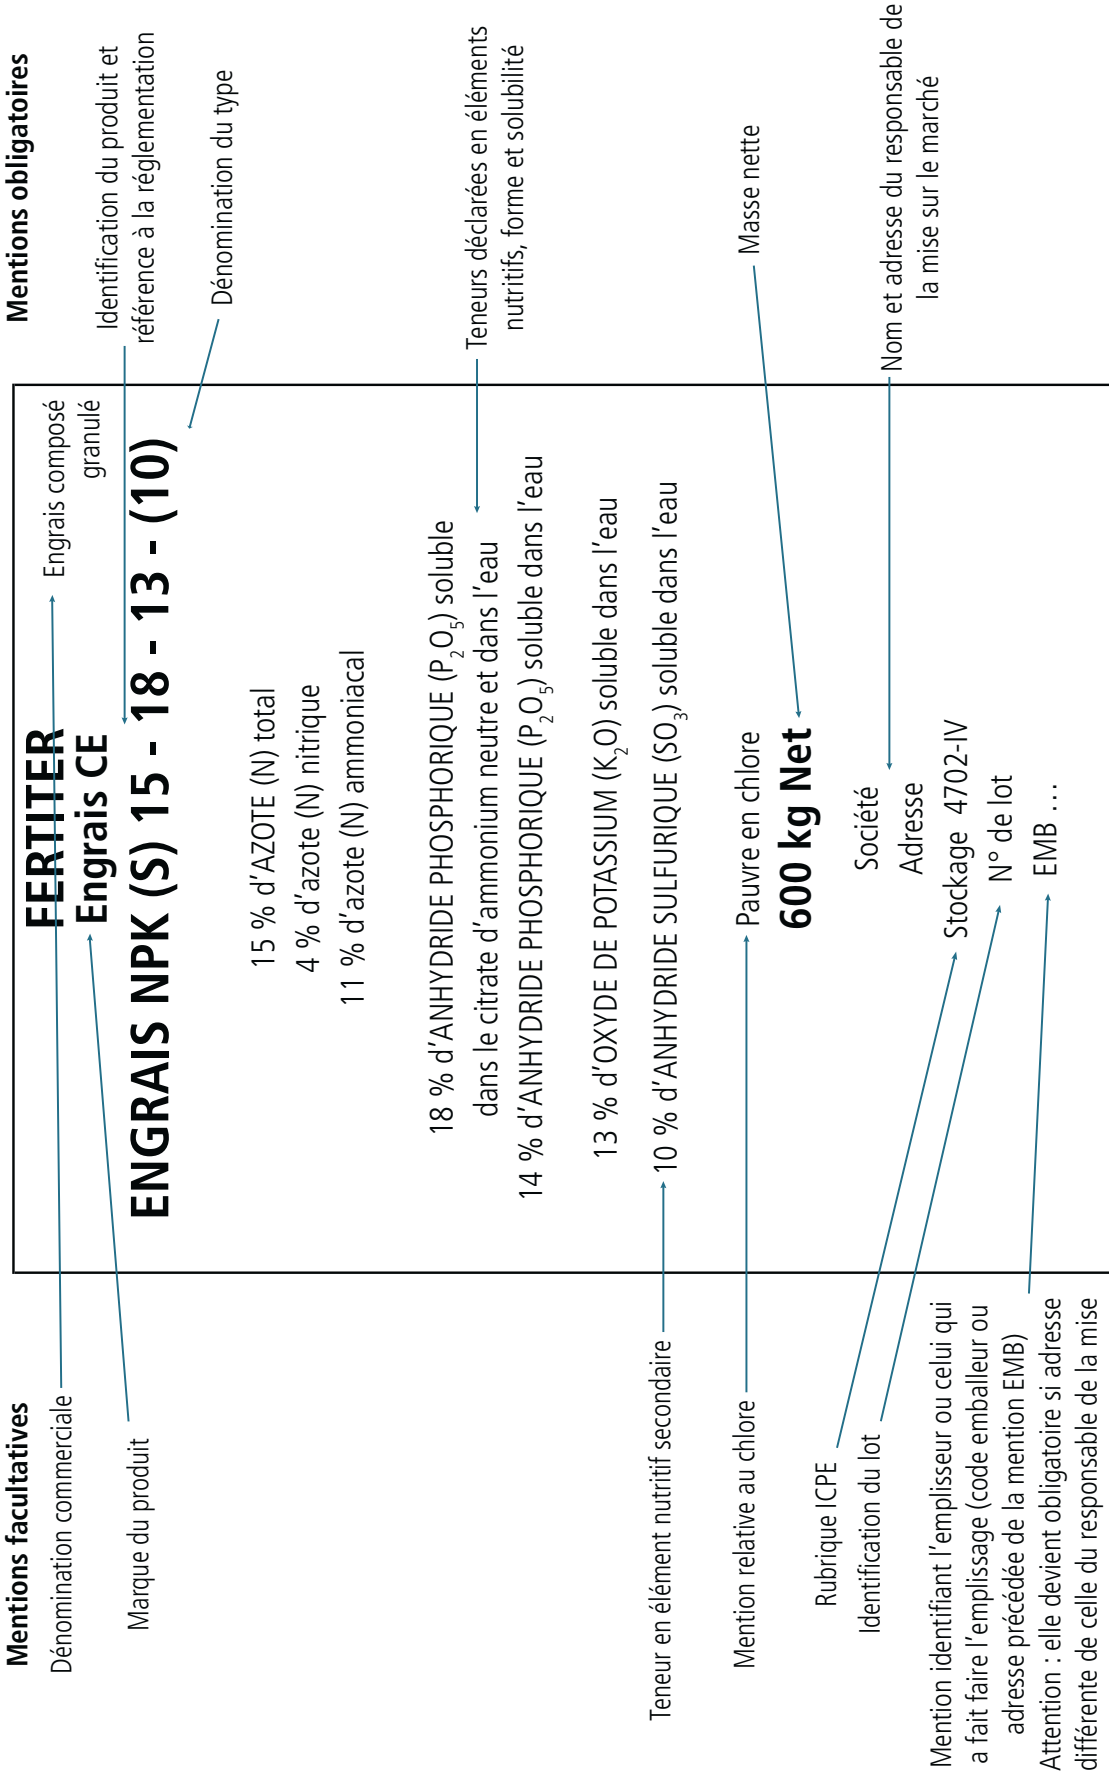 Mentions facultatives
Dénomination commerciale
Marque du produit
Teneur en élément nutritif secondaire
Mention relative au chlore
Rubrique ICPE
Identification du lot
Mention identifiant l’emplisseur ou celui qui
a fait faire l’emplissage (code emballeur ou
adresse précédée de la mention EMB)
Attention : elle devient obligatoire si adresse
différente de celle du responsable de la mise
FERTITER
Engrais CE
Engrais composé
granulé
ENGRAIS NPK (S) 15 - 18 - 13 - (10)
15 % d’AZOTE (N) total
4 % d’azote (N) nitrique
11 % d’azote (N) ammoniacal
18 % d’ANHYDRIDE PHOSPHORIQUE (P₂O₅) soluble
dans le citrate d’ammonium neutre et dans l’eau
14 % d’ANHYDRIDE PHOSPHORIQUE (P₂O₅) soluble dans l’eau
13 % d’OXYDE DE POTASSIUM (K₂O) soluble dans l’eau
10 % d’ANHYDRIDE SULFURIQUE (SO₃) soluble dans l’eau
Pauvre en chlore
600 kg Net
Société
Adresse
Stockage 4702-IV
N° de lot
EMB ...
Mentions obligatoires
Identification du produit et
référence à la réglementation
Dénomination du type
Teneurs déclarées en éléments
nutritifs, forme et solubilité
Masse nette
Nom et adresse du responsable de
la mise sur le marché